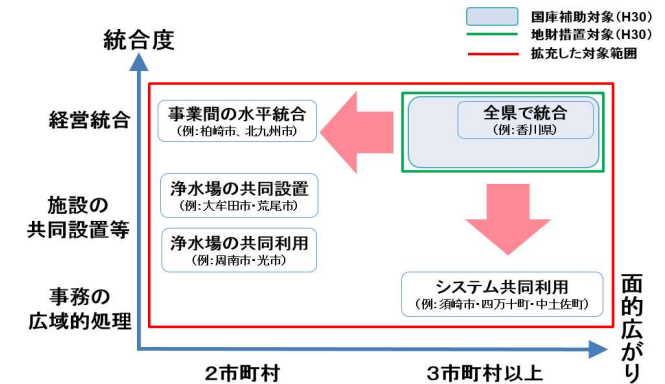 国庫補助対象(H30)
地財措置対象(H30)
拡充した対象範囲
統合度
経営統合
事業間の水平統合
(例:柏崎市、北九州市)
全県で統合
(例:香川県)
施設の
共同設置等
浄水場の共同設置
(例:大牟田市・荒尾市)
浄水場の共同利用
(例:周南市・光市)
事務の
広域的処理
システム共同利用
(例:須崎市・四万十町・中土佐町)
面的広がり
2市町村
3市町村以上